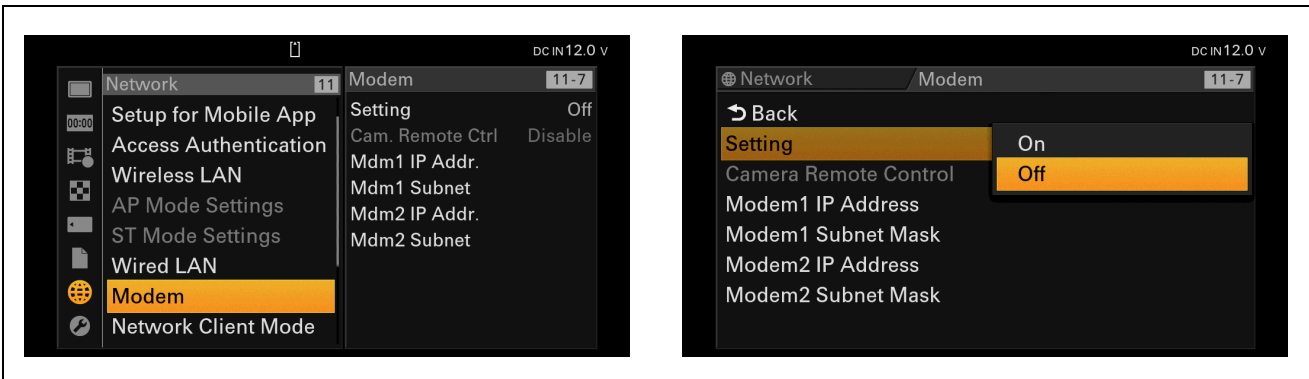 DC IN 12.0 V
Network 11
00:00
Setup for Mobile App
Access Authentication
Wireless LAN
AP Mode Settings
ST Mode Settings
Wired LAN
Modem
Network Client Mode
Modem 11-7
Setting Off
Cam. Remote Ctrl Disable
Mdm1 IP Addr.
Mdm1 Subnet
Mdm2 IP Addr.
Mdm2 Subnet
DC IN 12.0 V
Network / Modem 11-7
Back
Setting
Camera Remote Control
Modem1 IP Address
Modem1 Subnet Mask
Modem2 IP Address
Modem2 Subnet Mask
On
Off